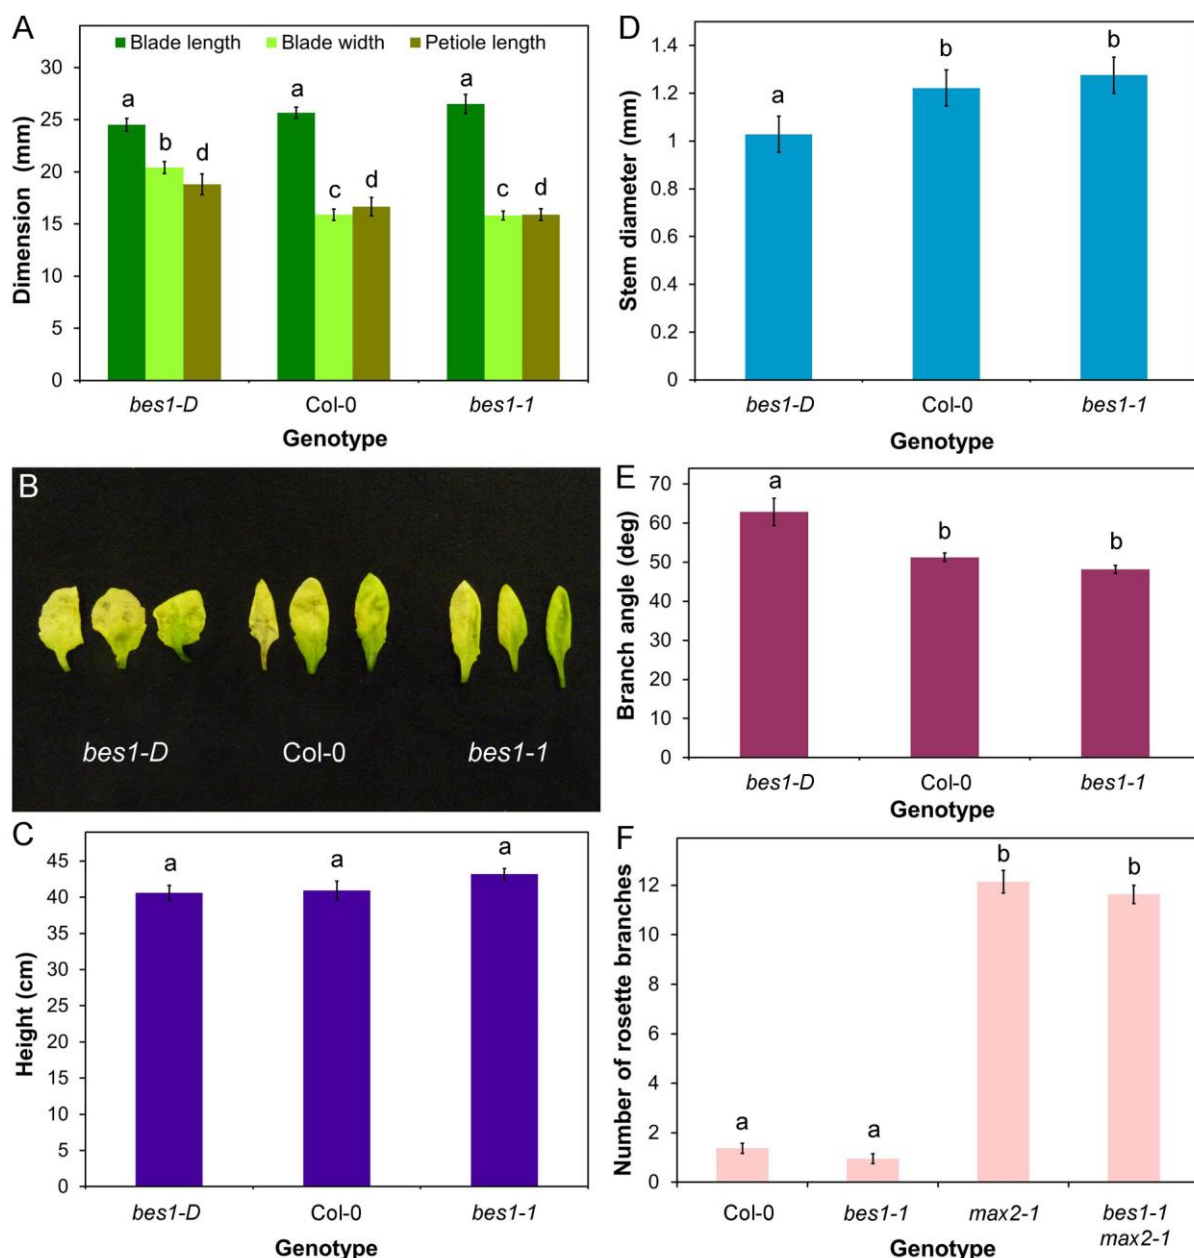 A
Blade length Blade width Petiole length
Dimension (mm)
30
25
20
15
10
5
0
a
b
d
a
c
d
a
c
d
bes1-D Col-0 bes1-1
Genotype
B
bes1-D Col-0 bes1-1
C
Height (cm)
45
40
35
30
25
20
15
10
5
0
a a a
bes1-D Col-0 bes1-1
Genotype
D
Stem diameter (mm)
1.4
1.2
1
0.8
0.6
0.4
0.2
0
a
b
b
bes1-D Col-0 bes1-1
Genotype
E
Branch angle (deg)
70
60
50
40
30
20
10
0
a
b
b
bes1-D Col-0 bes1-1
Genotype
F
Number of rosette branches
12
10
8
6
4
2
0
a
a
b
b
Col-0 bes1-1 max2-1 bes1-1
max2-1
Genotype